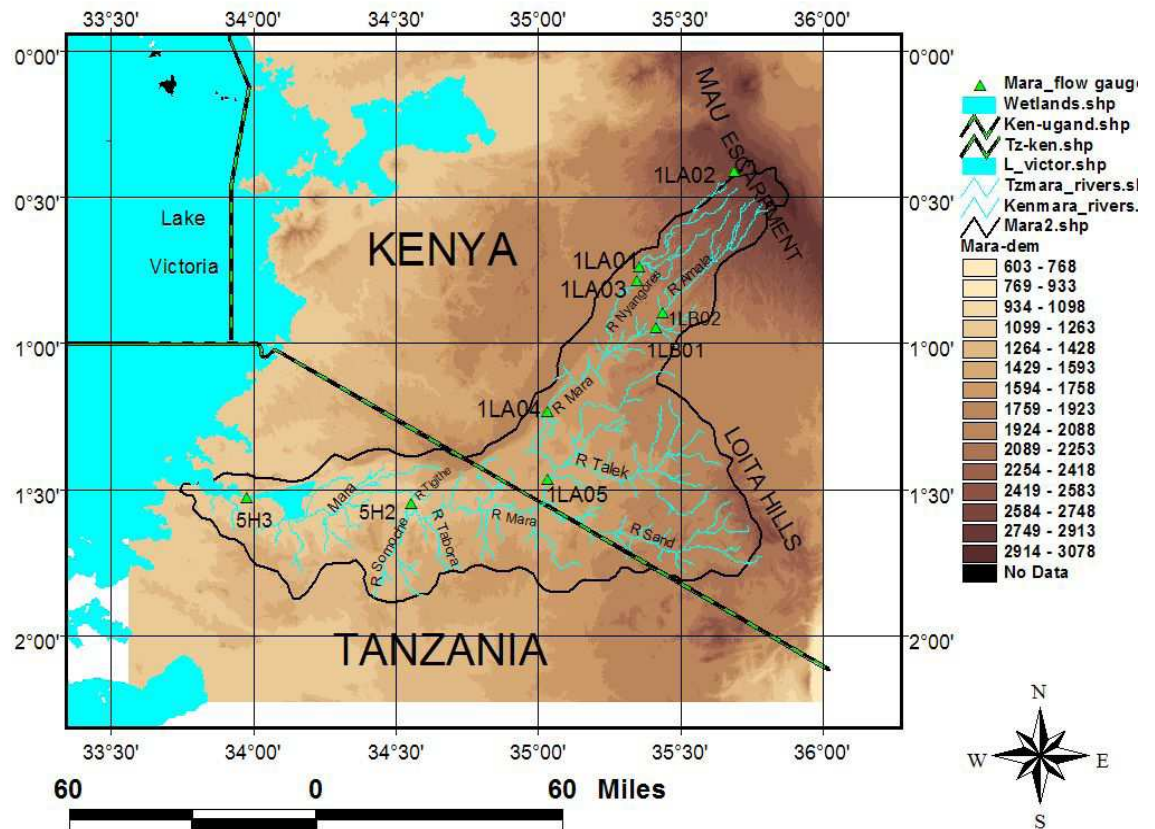 33°30' 34°00' 34°30' 35°00' 35°30' 36°00'
0°00' 0°00'
0°30' 0°30'
1°00' 1°00'
1°30' 1°30'
2°00' 2°00'
33°30' 34°00' 34°30' 35°00' 35°30' 36°00'
MAU ESCARPMENT
1LA02
Lake
Victoria
KENYA
1LA01
1LA03
R Nyangores
R Amala
1LB02
1LB01
1LA04
R Mara
LOITA HILLS
R Talek
1LA05
Mara
R Tigithe
5H3
5H2
R Mara
R Sand
R Somoche
R Tabora
TANZANIA
Mara_flow gauge
Wetlands.shp
Ken-ugand.shp
Tz-ken.shp
L_victor.shp
Tzmara_rivers.sl
Kenmara_rivers.
Mara2.shp
Mara-dem
603 - 768
769 - 933
934 - 1098
1099 - 1263
1264 - 1428
1429 - 1593
1594 - 1758
1759 - 1923
1924 - 2088
2089 - 2253
2254 - 2418
2419 - 2583
2584 - 2748
2749 - 2913
2914 - 3078
No Data
N
W E
S
60 0 60 Miles